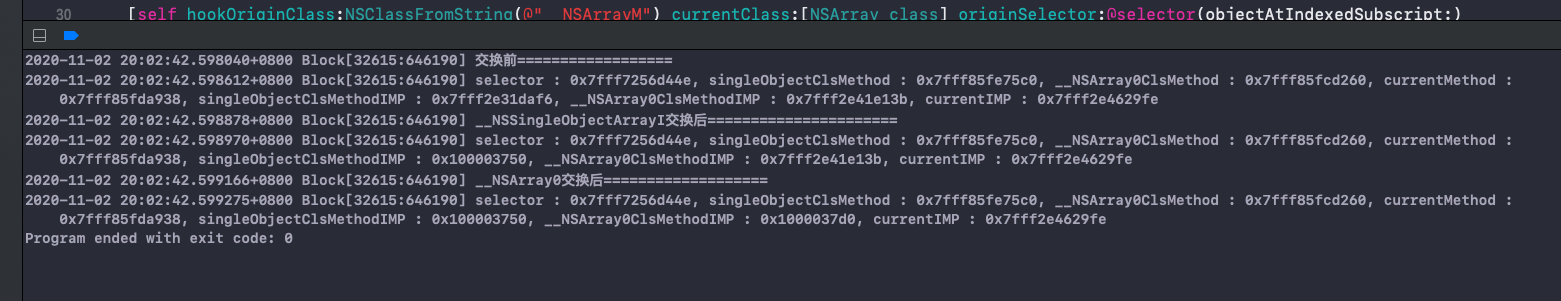 30 [self hookOriginClass:NSClassFromString(@"__NSArrayM") currentClass:[NSArray class] originSelector:@selector(objectAtIndexedSubscript:)
2020-11-02 20:02:42.598040+0800 Block[32615:646190] 交换前==================
2020-11-02 20:02:42.598612+0800 Block[32615:646190] selector : 0x7fff7256d44e, singleObjectClsMethod : 0x7fff85fe75c0, __NSArray0ClsMethod : 0x7fff85fcd260, currentMethod :
0x7fff85fda938, singleObjectClsMethodIMP : 0x7fff2e31daf6, __NSArray0ClsMethodIMP : 0x7fff2e41e13b, currentIMP : 0x7fff2e4629fe
2020-11-02 20:02:42.598878+0800 Block[32615:646190] __NSSingleObjectArrayI交换后======================
2020-11-02 20:02:42.598970+0800 Block[32615:646190] selector : 0x7fff7256d44e, singleObjectClsMethod : 0x7fff85fe75c0, __NSArray0ClsMethod : 0x7fff85fcd260, currentMethod :
0x7fff85fda938, singleObjectClsMethodIMP : 0x100003750, __NSArray0ClsMethodIMP : 0x7fff2e41e13b, currentIMP : 0x7fff2e4629fe
2020-11-02 20:02:42.599166+0800 Block[32615:646190] __NSArray0交换后===================
2020-11-02 20:02:42.599275+0800 Block[32615:646190] selector : 0x7fff7256d44e, singleObjectClsMethod : 0x7fff85fe75c0, __NSArray0ClsMethod : 0x7fff85fcd260, currentMethod :
0x7fff85fda938, singleObjectClsMethodIMP : 0x100003750, __NSArray0ClsMethodIMP : 0x1000037d0, currentIMP : 0x7fff2e4629fe
Program ended with exit code: 0